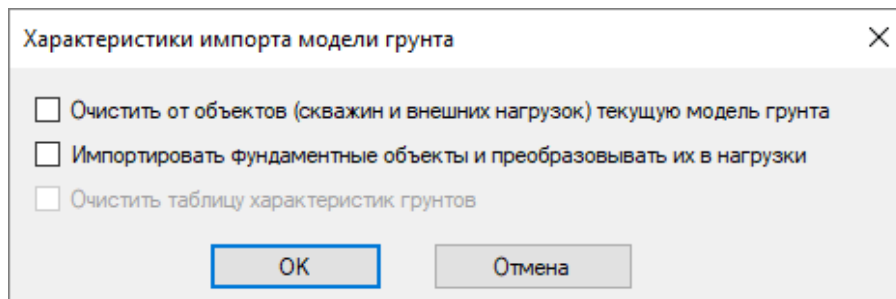 Характеристики импорта модели грунта
Очистить от объектов (скважин и внешних нагрузок) текущую модель грунта
Импортировать фундаментные объекты и преобразовывать их в нагрузки
Очистить таблицу характеристик грунтов
ОК Отмена